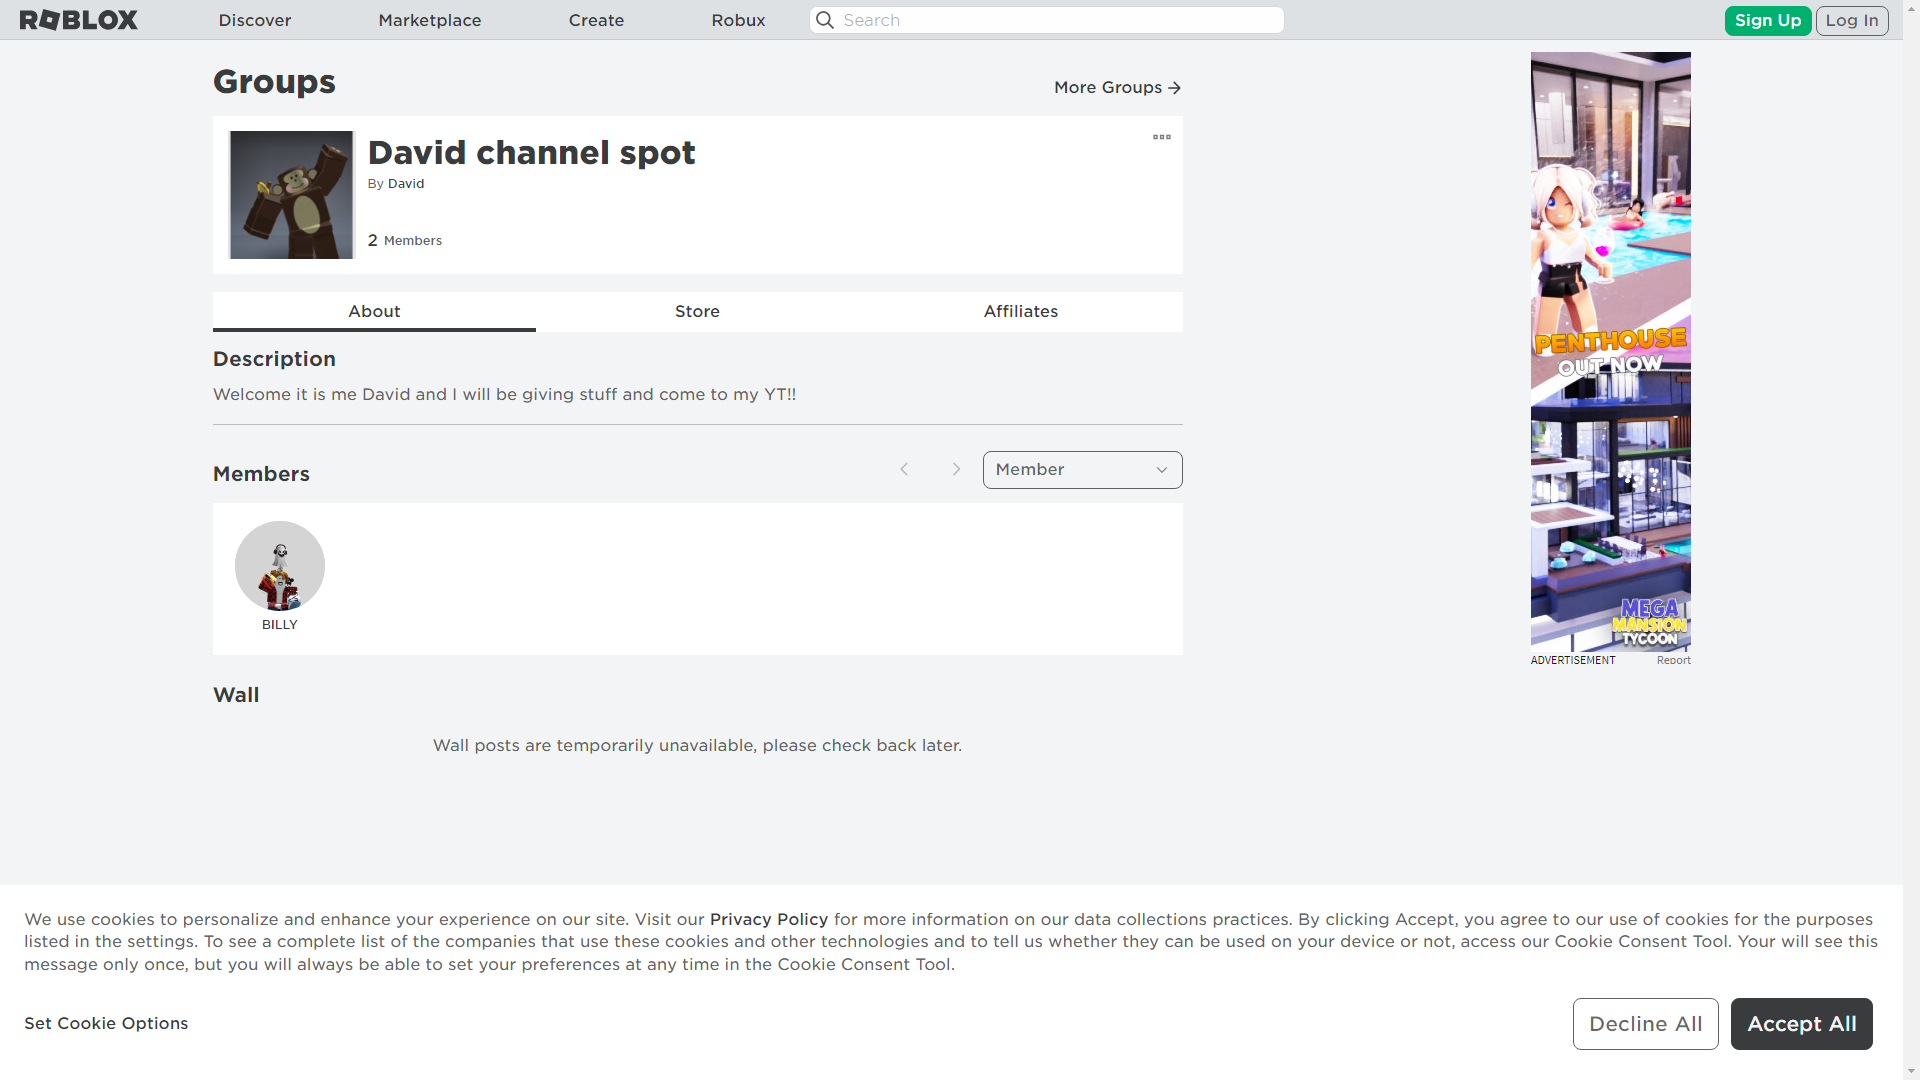 ROBLOX
Discover
Marketplace
Create
Robux
Search
Sign Up
Log In
Groups
More Groups
David channel spot
By David
2 Members
About
Store
Affiliates
Description
Welcome it is me David and I will be giving stuff and come to my YT!!
Members
Member
BILLY
Wall
Wall posts are temporarily unavailable, please check back later.
PENTHOUSE
OUT NOW
MEGA
MANSION
TYCOON
ADVERTISEMENT
Report
We use cookies to personalize and enhance your experience on our site. Visit our Privacy Policy for more information on our data collections practices. By clicking Accept, you agree to our use of cookies for the purposes
listed in the settings. To see a complete list of the companies that use these cookies and other technologies and to tell us whether they can be used on your device or not, access our Cookie Consent Tool. Your will see this
message only once, but you will always be able to set your preferences at any time in the Cookie Consent Tool.
Set Cookie Options
Decline All
Accept All